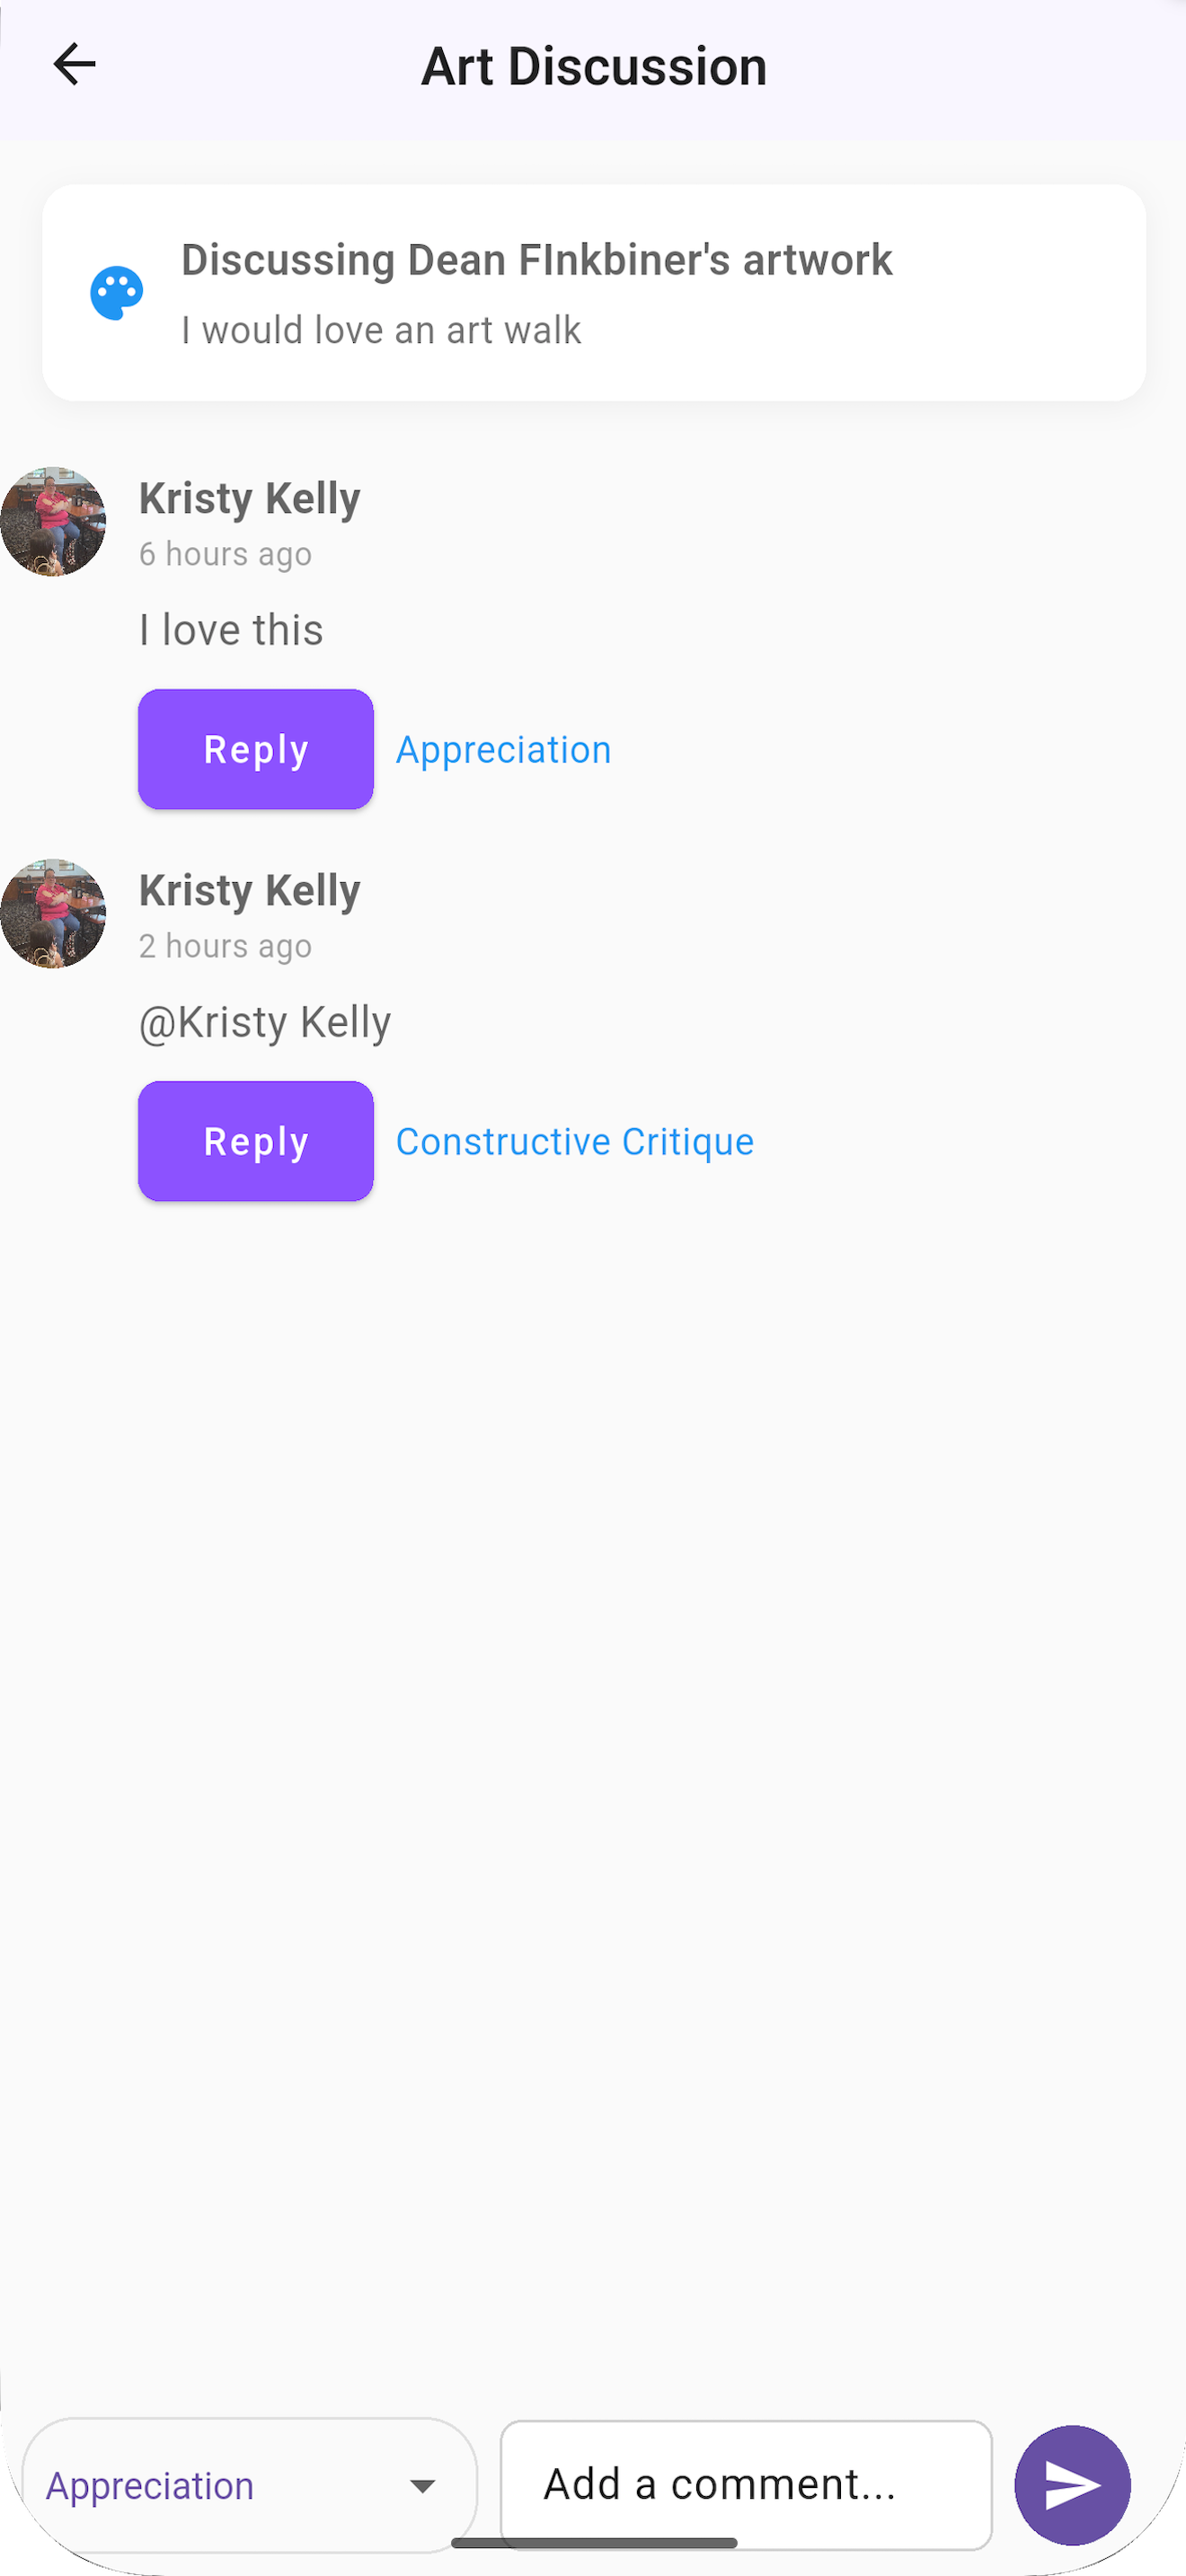 Art Discussion
Discussing Dean FInkbiner's artwork
I would love an art walk
Kristy Kelly
6 hours ago
I love this
Reply
Appreciation
Kristy Kelly
2 hours ago
@Kristy Kelly
Reply
Constructive Critique
Appreciation
Add a comment...